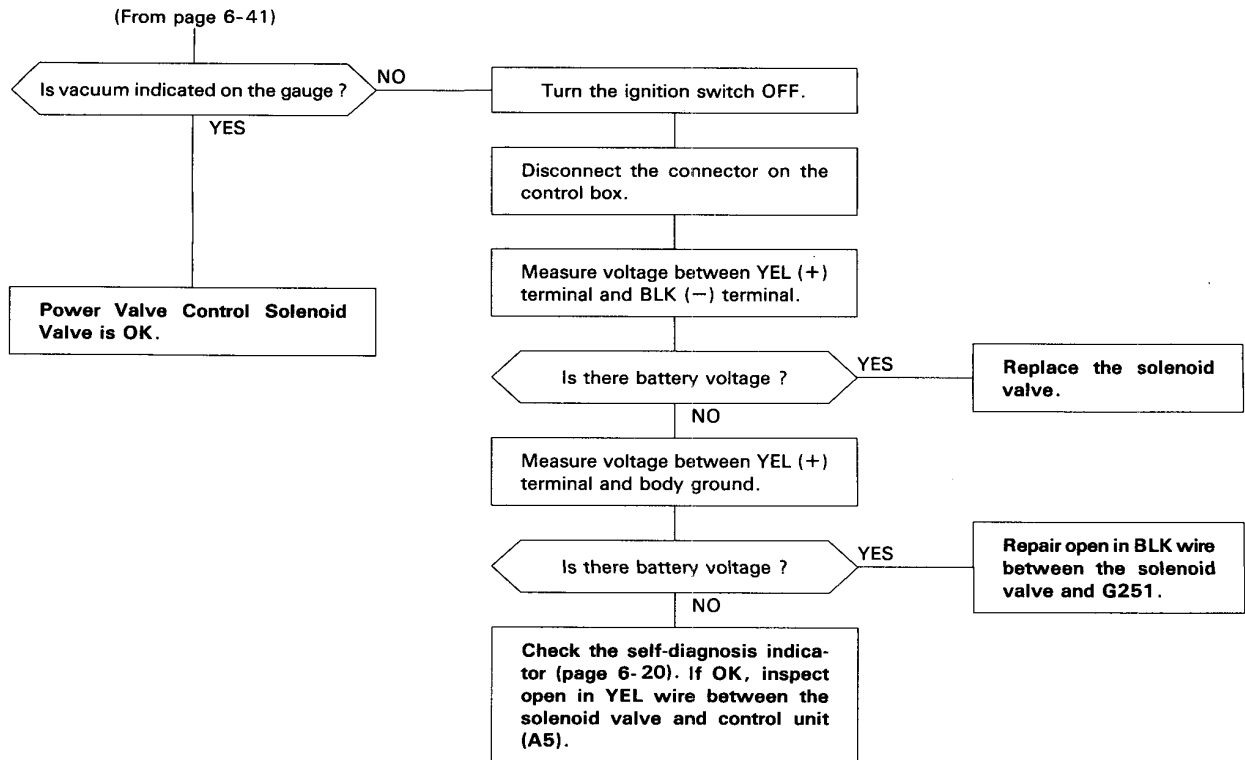 (From page 6-41)
Is vacuum indicated on the gauge ?
NO
YES
Turn the ignition switch OFF.
Disconnect the connector on the
control box.
Measure voltage between YEL (+)
terminal and BLK (−) terminal.
Power Valve Control Solenoid
Valve is OK.
Is there battery voltage ?
YES
NO
Replace the solenoid
valve.
Measure voltage between YEL (+)
terminal and body ground.
Is there battery voltage ?
YES
NO
Repair open in BLK wire
between the solenoid
valve and G251.
Check the self-diagnosis indica-
tor (page 6-20). If OK, inspect
open in YEL wire between the
solenoid valve and control unit
(A5).